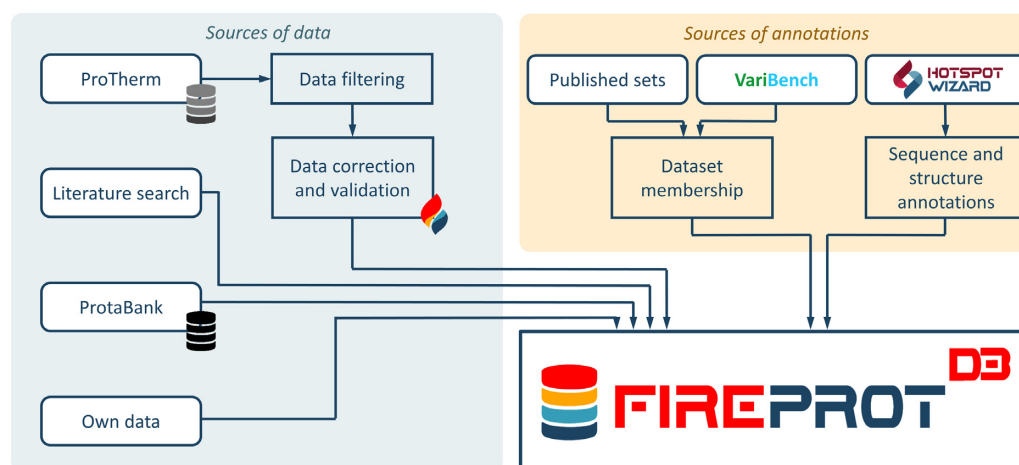 Sources of data
ProTherm
Data filtering
Data correction
and validation
Literature search
ProtaBank
Own data
Sources of annotations
Published sets
VariBench
HOTSPOT
WIZARD
Dataset
membership
Sequence and
structure
annotations
FIREPROT DB